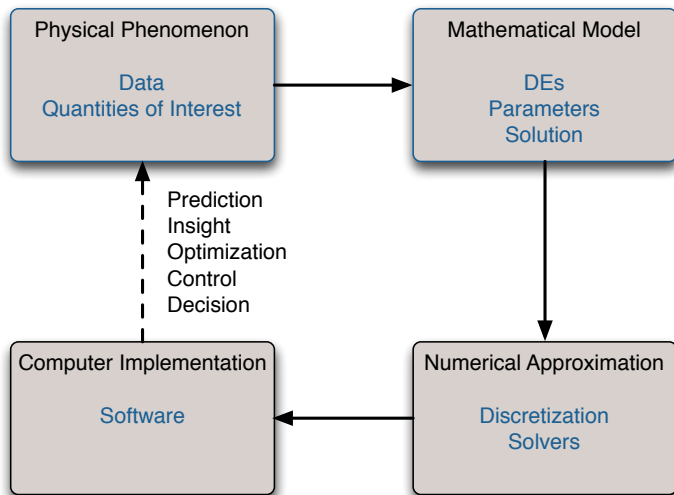 Physical Phenomenon
Data
Quantities of Interest
Mathematical Model
DEs
Parameters
Solution
Prediction
Insight
Optimization
Control
Decision
Computer Implementation
Software
Numerical Approximation
Discretization
Solvers